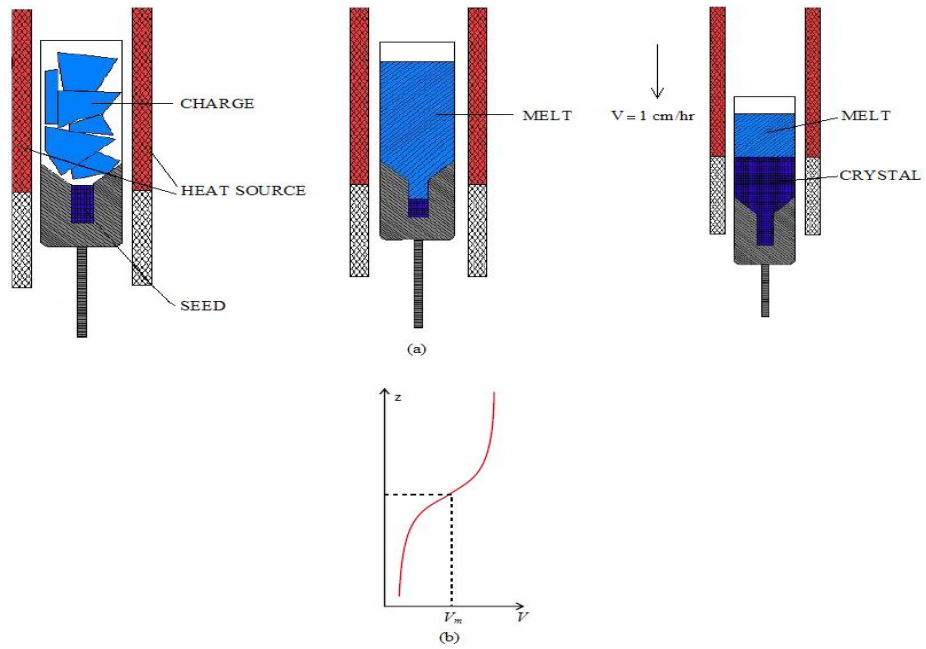 CHARGE
HEAT SOURCE
SEED
MELT
V = 1 cm/hr
MELT
CRYSTAL
(a)
z
V_m
V
(b)